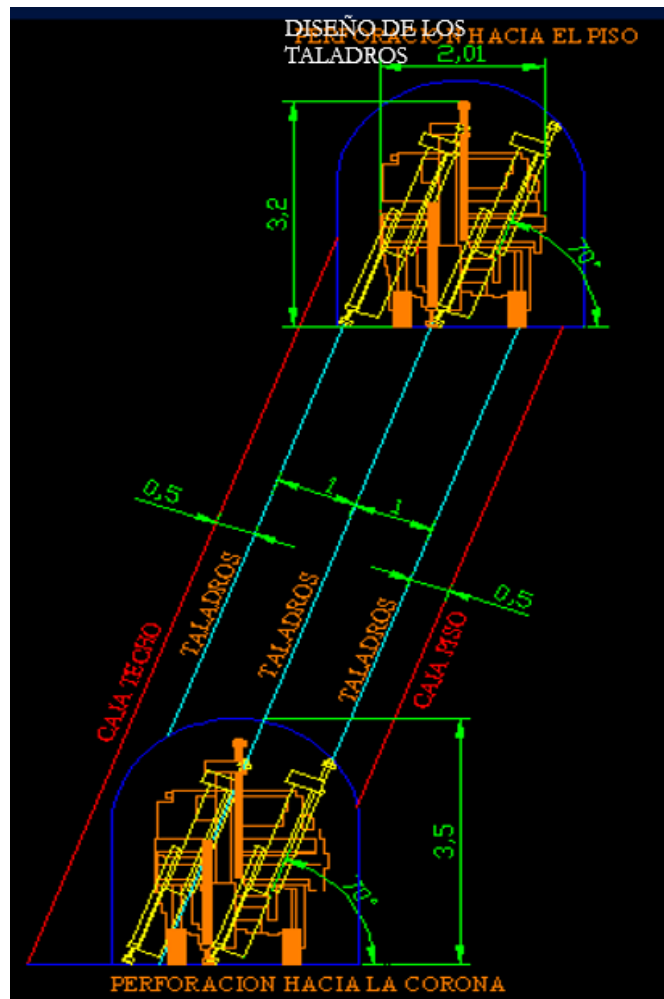 DISEÑO DE LOS
TALADROS
PERFORACION HACIA EL PISO
2,01
3,2
70°
1
1
0,5
0,5
TALADROS
TALADROS
TALADROS
CAJA TECHO
CAJA PISO
3,5
70°
PERFORACION HACIA LA CORONA